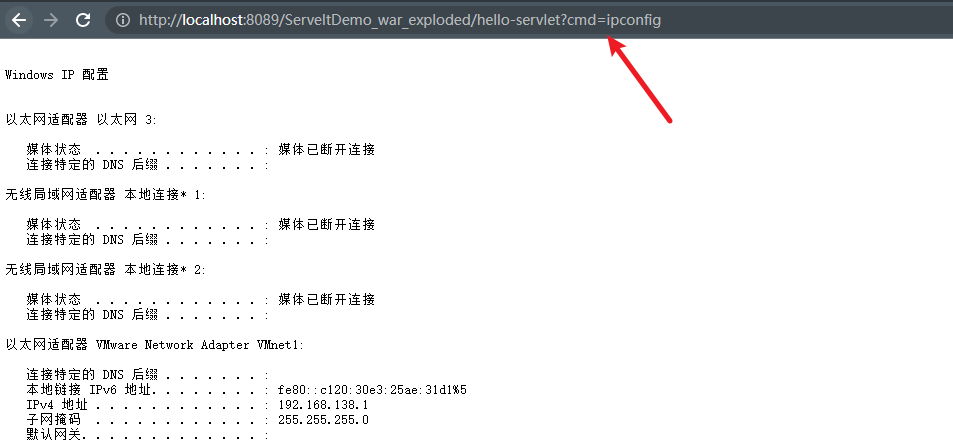 http://localhost:8089/ServeltDemo_war_exploded/hello-servlet?cmd=ipconfig
Windows IP 配置
以太网适配器 以太网 3:
媒体状态 . . . . . . . . . . . . : 媒体已断开连接
连接特定的 DNS 后缀 . . . . . . . :
无线局域网适配器 本地连接* 1:
媒体状态 . . . . . . . . . . . . : 媒体已断开连接
连接特定的 DNS 后缀 . . . . . . . :
无线局域网适配器 本地连接* 2:
媒体状态 . . . . . . . . . . . . : 媒体已断开连接
连接特定的 DNS 后缀 . . . . . . . :
以太网适配器 VMware Network Adapter VMnet1:
连接特定的 DNS 后缀 . . . . . . . :
本地链接 IPv6 地址. . . . . . . . : fe80::c120:30e3:25ae:31d1%5
IPv4 地址 . . . . . . . . . . . . : 192.168.138.1
子网掩码 . . . . . . . . . . . . : 255.255.255.0
默认网关. . . . . . . . . . . . . :